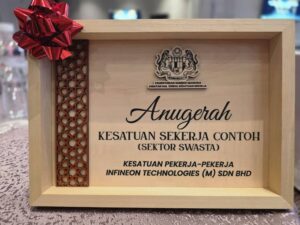 Anugerah
KESATUAN SEKERJA CONTOH
(SEKTOR SWASTA)
KESATUAN PEKERJA-PEKERJA
INFINEON TECHNOLOGIES (M) SDN BHD